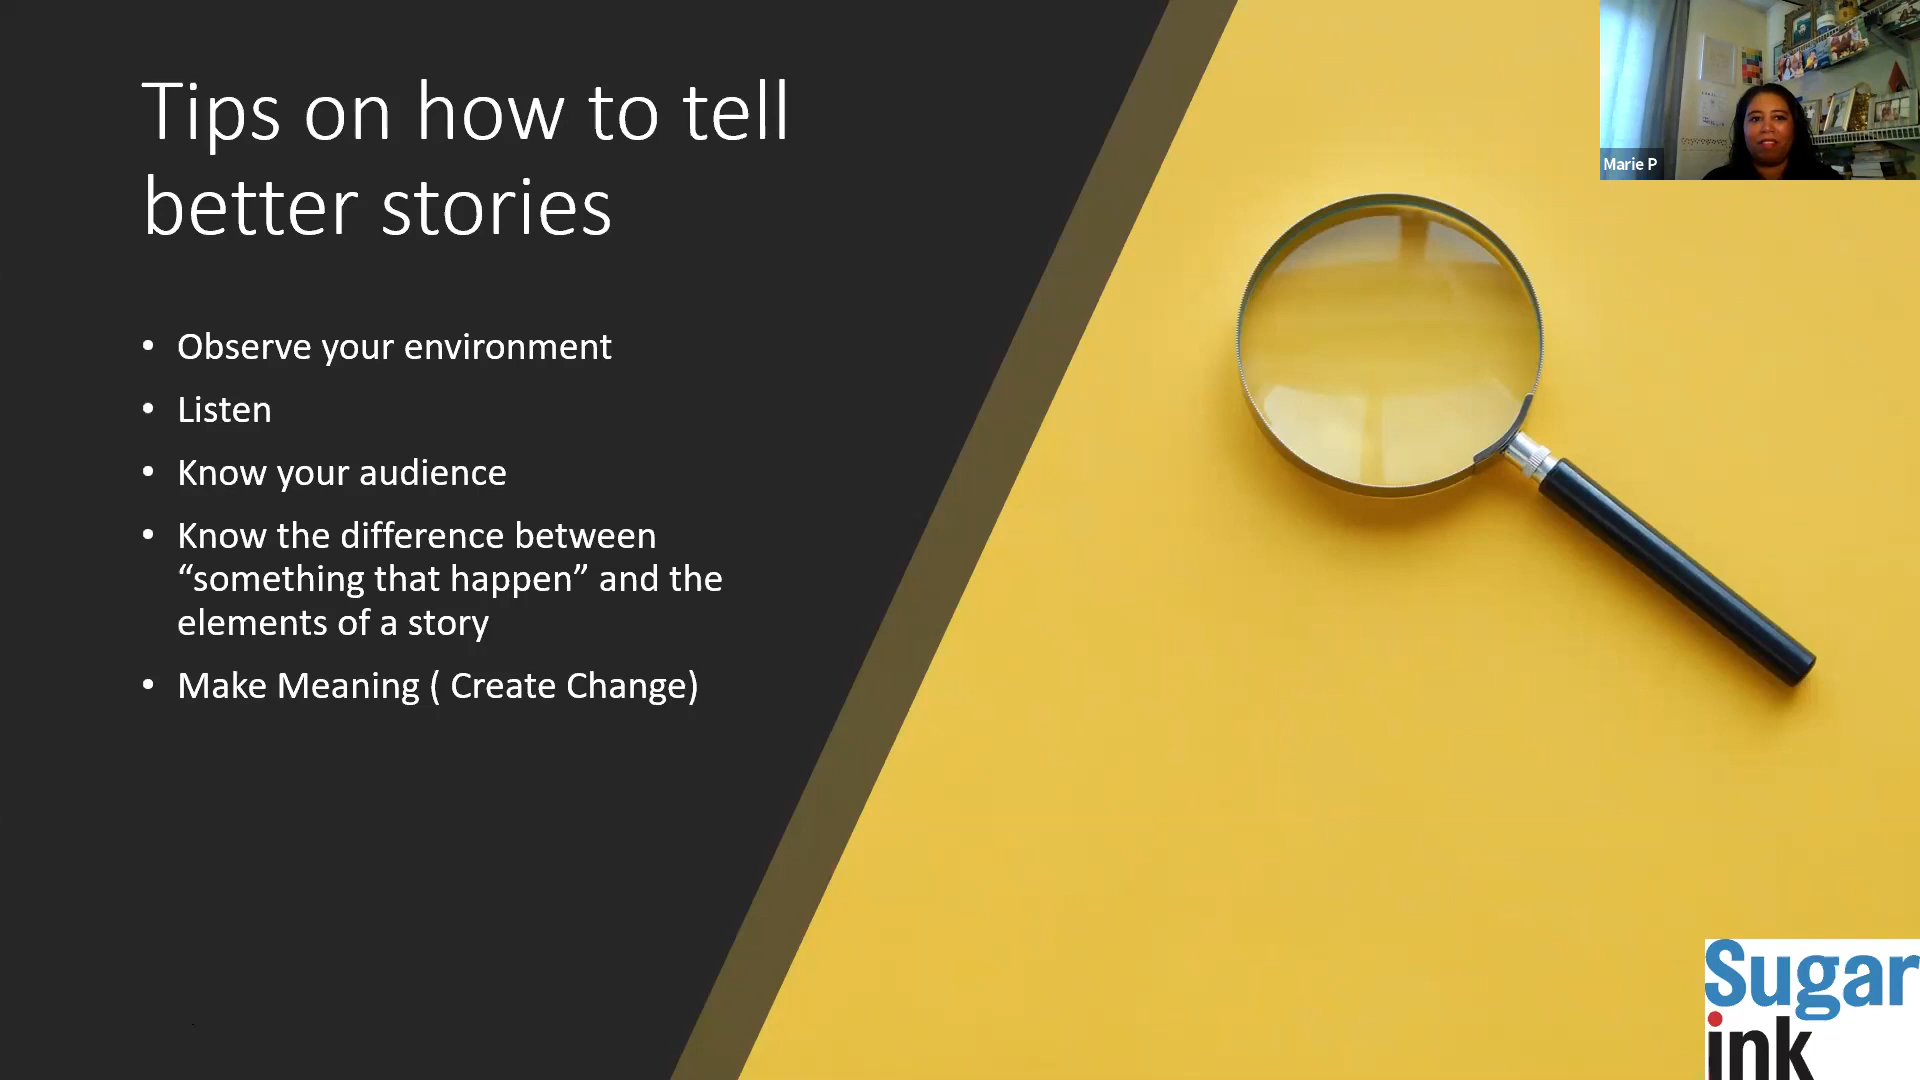 Tips on how to tell
better stories
• Observe your environment
• Listen
• Know your audience
• Know the difference between
“something that happen” and the
elements of a story
• Make Meaning ( Create Change)
Marie P
Sugar
ink